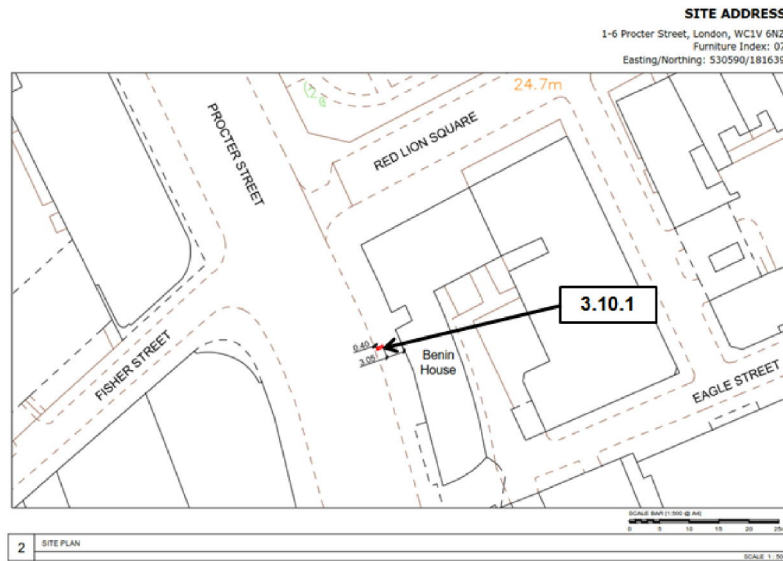 SITE ADDRESS
1-6 Procter Street, London, WC1V 6NZ
Furniture Index: 07
Easting/Northing: 530590/181639
24.7m
PROCTER STREET
RED LION SQUARE
3.10.1
0.40
3.05
Benin
House
FISHER STREET
EAGLE STREET
SCALE BAR (1:500 @ A4)
0 5 10 15 20 25
2 SITE PLAN
SCALE 1:50